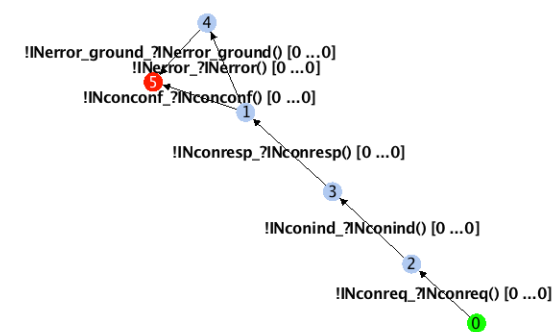 4
!INerror_ground_?INerror_ground() [0 ...0]
!INerror_?INerror() [0 ...0]
5
!INconconf_?INconconf() [0 ...0]
1
!INconresp_?INconresp() [0 ...0]
3
!INconind_?INconind() [0 ...0]
2
!INconreq_?INconreq() [0 ...0]
0